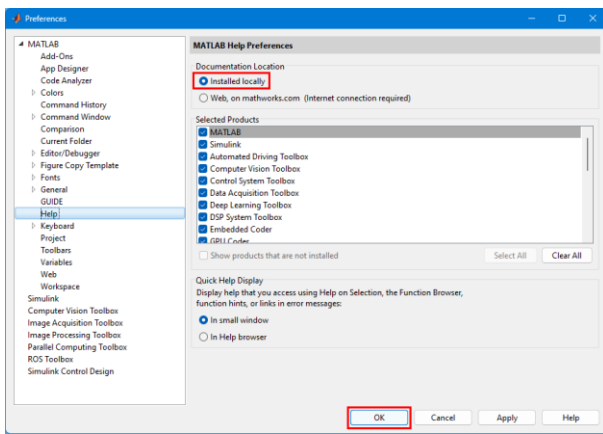 Preferences
MATLAB
Add-Ons
App Designer
Code Analyzer
Colors
Command History
Command Window
Comparison
Current Folder
Editor/Debugger
Figure Copy Template
Fonts
General
GUIDE
Help
Keyboard
Project
Toolbars
Variables
Web
Workspace
Simulink
Computer Vision Toolbox
Image Acquisition Toolbox
Image Processing Toolbox
Parallel Computing Toolbox
ROS Toolbox
Simulink Control Design
MATLAB Help Preferences
Documentation Location
Installed locally
Web, on mathworks.com (Internet connection required)
Selected Products
MATLAB
Simulink
Automated Driving Toolbox
Computer Vision Toolbox
Control System Toolbox
Data Acquisition Toolbox
Deep Learning Toolbox
DSP System Toolbox
Embedded Coder
GPU Coder
Show products that are not installed
Select All
Clear All
Quick Help Display
Display help that you access using Help on Selection, the Function Browser,
function hints, or links in error messages:
In small window
In Help browser
OK
Cancel
Apply
Help